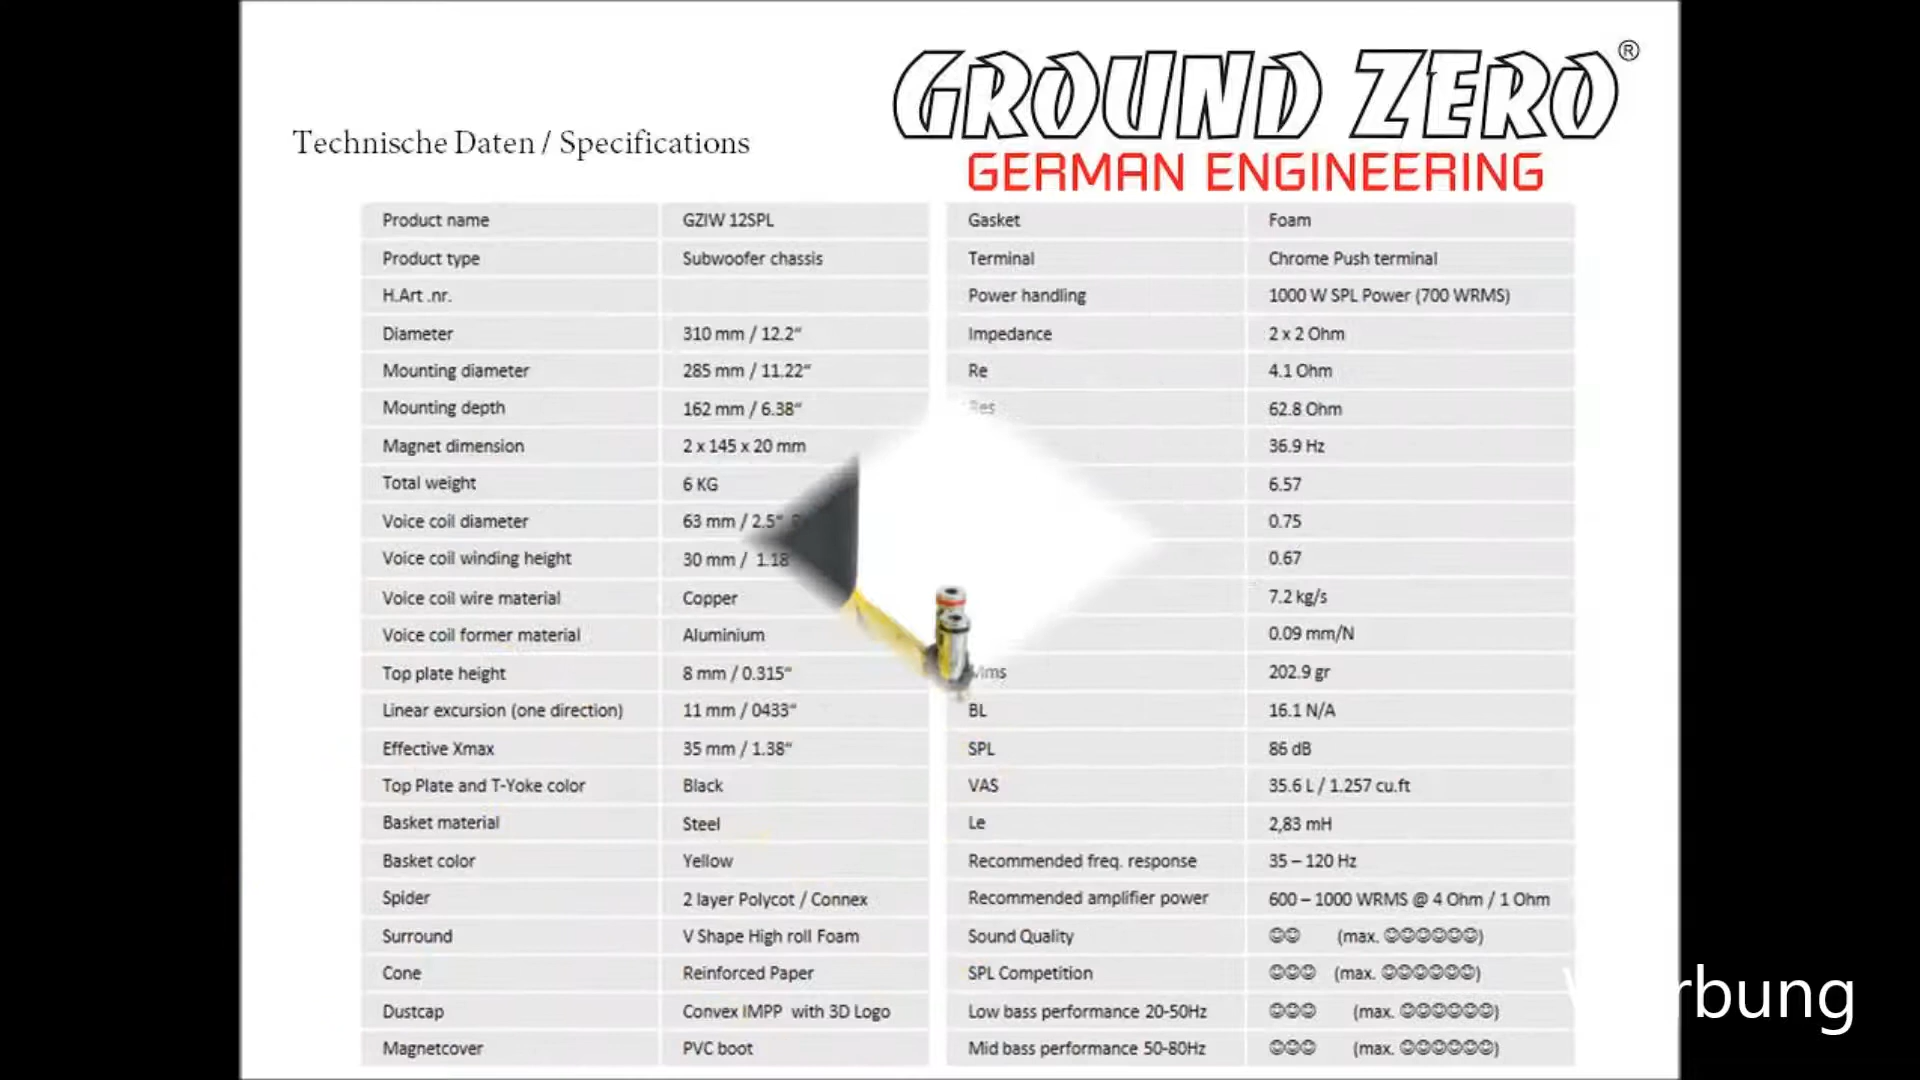 GROUND ZERO®
GERMAN ENGINEERING
Technische Daten / Specifications
Product name GZIW 12SPL
Product type Subwoofer chassis
H.Art .nr.
Diameter 310 mm / 12.2“
Mounting diameter 285 mm / 11.22“
Mounting depth 162 mm / 6.38“
Magnet dimension 2 x 145 x 20 mm
Total weight 6 KG
Voice coil diameter 63 mm / 2.5“
Voice coil winding height 30 mm / 1.18
Voice coil wire material Copper
Voice coil former material Aluminium
Top plate height 8 mm / 0.315“
Linear excursion (one direction) 11 mm / 0433“
Effective Xmax 35 mm / 1.38“
Top Plate and T-Yoke color Black
Basket material Steel
Basket color Yellow
Spider 2 layer Polycot / Connex
Surround V Shape High roll Foam
Cone Reinforced Paper
Dustcap Convex IMPP with 3D Logo
Magnetcover PVC boot
Gasket Foam
Terminal Chrome Push terminal
Power handling 1000 W SPL Power (700 WRMS)
Impedance 2 x 2 Ohm
Re 4.1 Ohm
Res 62.8 Ohm
36.9 Hz
6.57
0.75
0.67
7.2 kg/s
0.09 mm/N
Mms 202.9 gr
BL 16.1 N/A
SPL 86 dB
VAS 35.6 L / 1.257 cu.ft
Le 2,83 mH
Recommended freq. response 35 – 120 Hz
Recommended amplifier power 600 – 1000 WRMS @ 4 Ohm / 1 Ohm
Sound Quality ☺☺ (max. ☺☺☺☺☺☺)
SPL Competition ☺☺☺ (max. ☺☺☺☺☺☺)
Low bass performance 20-50Hz ☺☺☺ (max. ☺☺☺☺☺☺)
Mid bass performance 50-80Hz ☺☺☺ (max. ☺☺☺☺☺☺)
Werbung